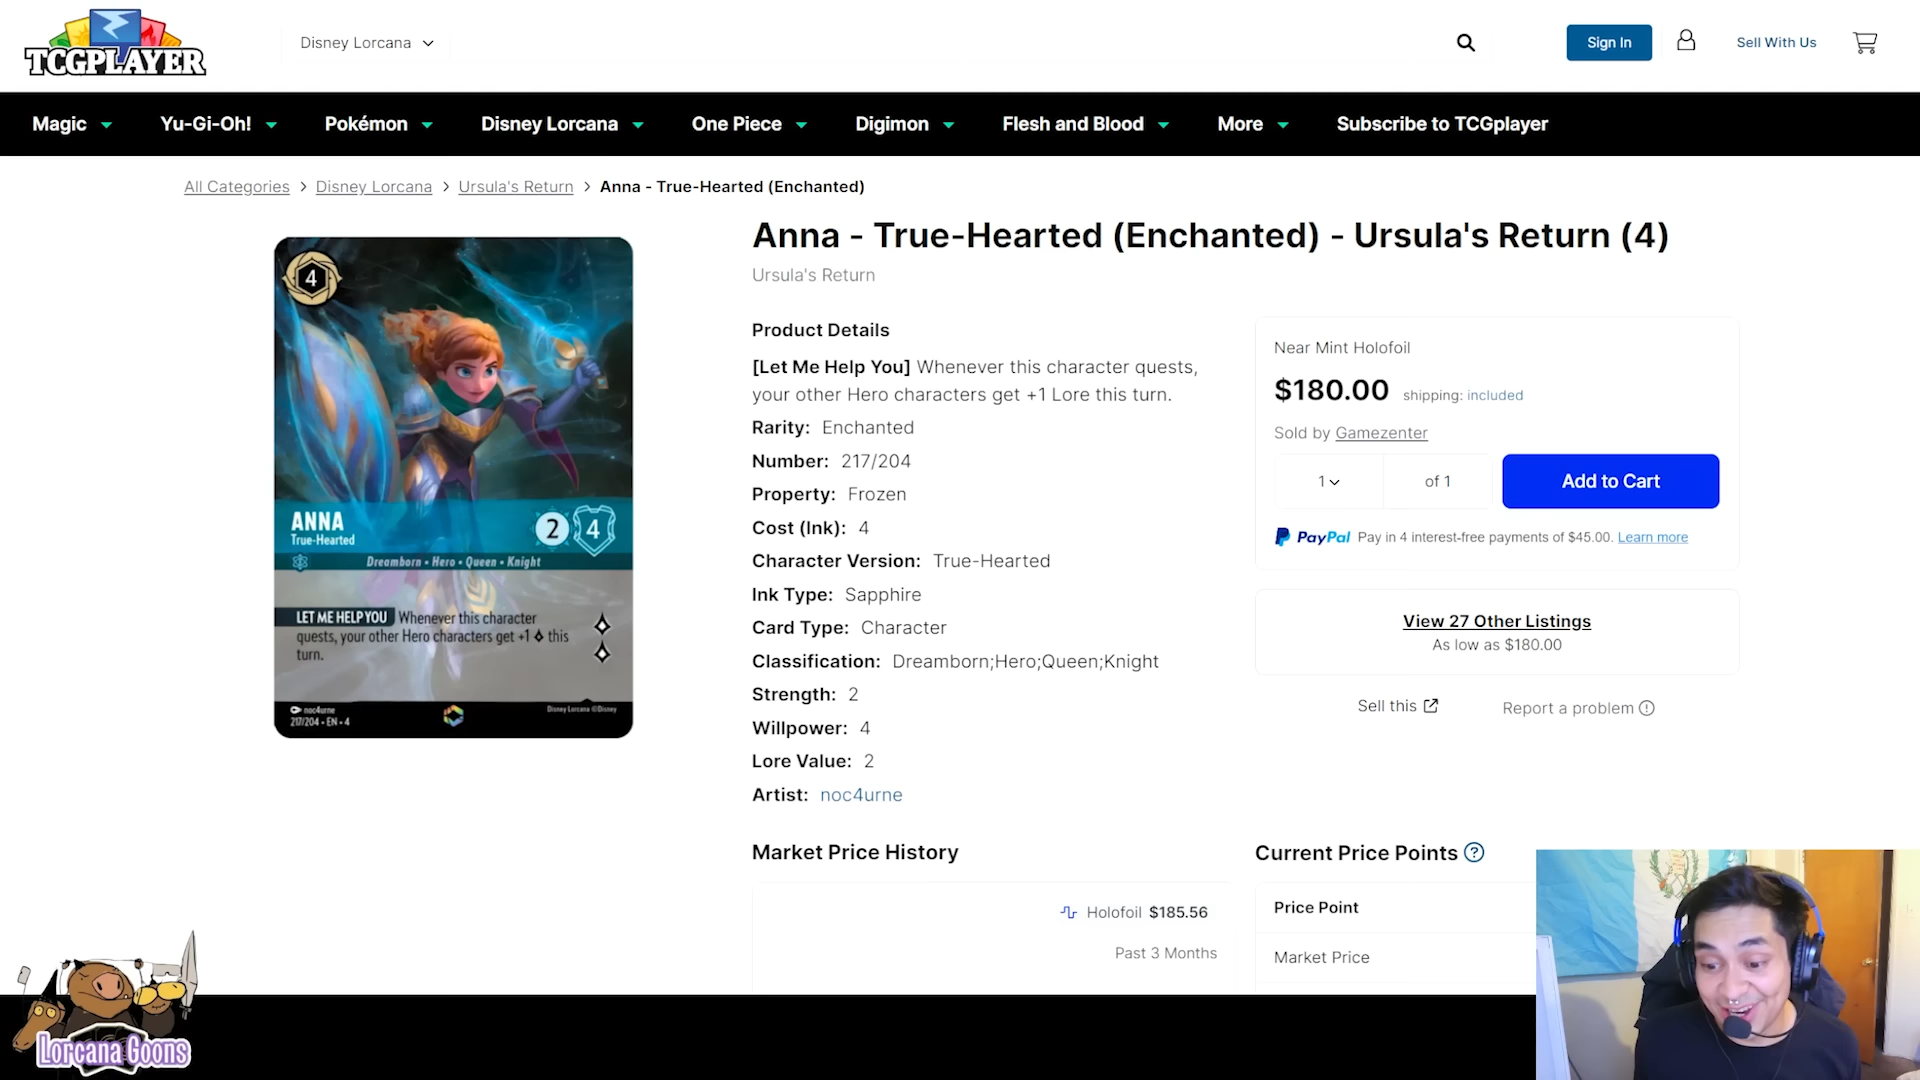 TCGPLAYER
Disney Lorcana
Sign In
Sell With Us
Magic
Yu-Gi-Oh!
Pokémon
Disney Lorcana
One Piece
Digimon
Flesh and Blood
More
Subscribe to TCGplayer
All Categories > Disney Lorcana > Ursula's Return > Anna - True-Hearted (Enchanted)
4
ANNA
True-Hearted
2
4
Dreamborn • Hero • Queen • Knight
LET ME HELP YOU Whenever this character
quests, your other Hero characters get +1 this
turn.
noc4urne
217/204 • EN • 4
Disney Lorcana ©Disney
Anna - True-Hearted (Enchanted) - Ursula's Return (4)
Ursula's Return
Product Details
[Let Me Help You] Whenever this character quests,
your other Hero characters get +1 Lore this turn.
Rarity: Enchanted
Number: 217/204
Property: Frozen
Cost (Ink): 4
Character Version: True-Hearted
Ink Type: Sapphire
Card Type: Character
Classification: Dreamborn;Hero;Queen;Knight
Strength: 2
Willpower: 4
Lore Value: 2
Artist: noc4urne
Near Mint Holofoil
$180.00 shipping: included
Sold by Gamezenter
1
of 1
Add to Cart
PayPal Pay in 4 interest-free payments of $45.00. Learn more
View 27 Other Listings
As low as $180.00
Sell this
Report a problem
Market Price History
Holofoil $185.56
Past 3 Months
Current Price Points
Price Point
Market Price
Lorcana Goons